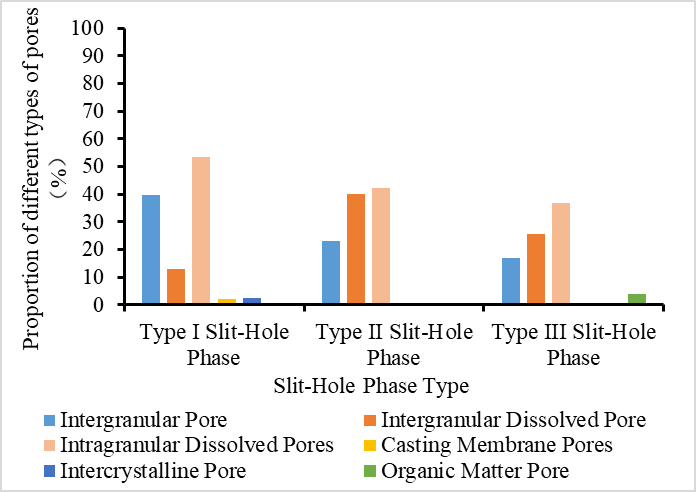 Proportion of different types of pores
（%）
100
90
80
70
60
50
40
30
20
10
0
Type I Slit-Hole
Phase
Type II Slit-Hole
Phase
Type III Slit-Hole
Phase
Slit-Hole Phase Type
Intergranular Pore
Intergranular Dissolved Pore
Intragranular Dissolved Pores
Casting Membrane Pores
Intercrystalline Pore
Organic Matter Pore